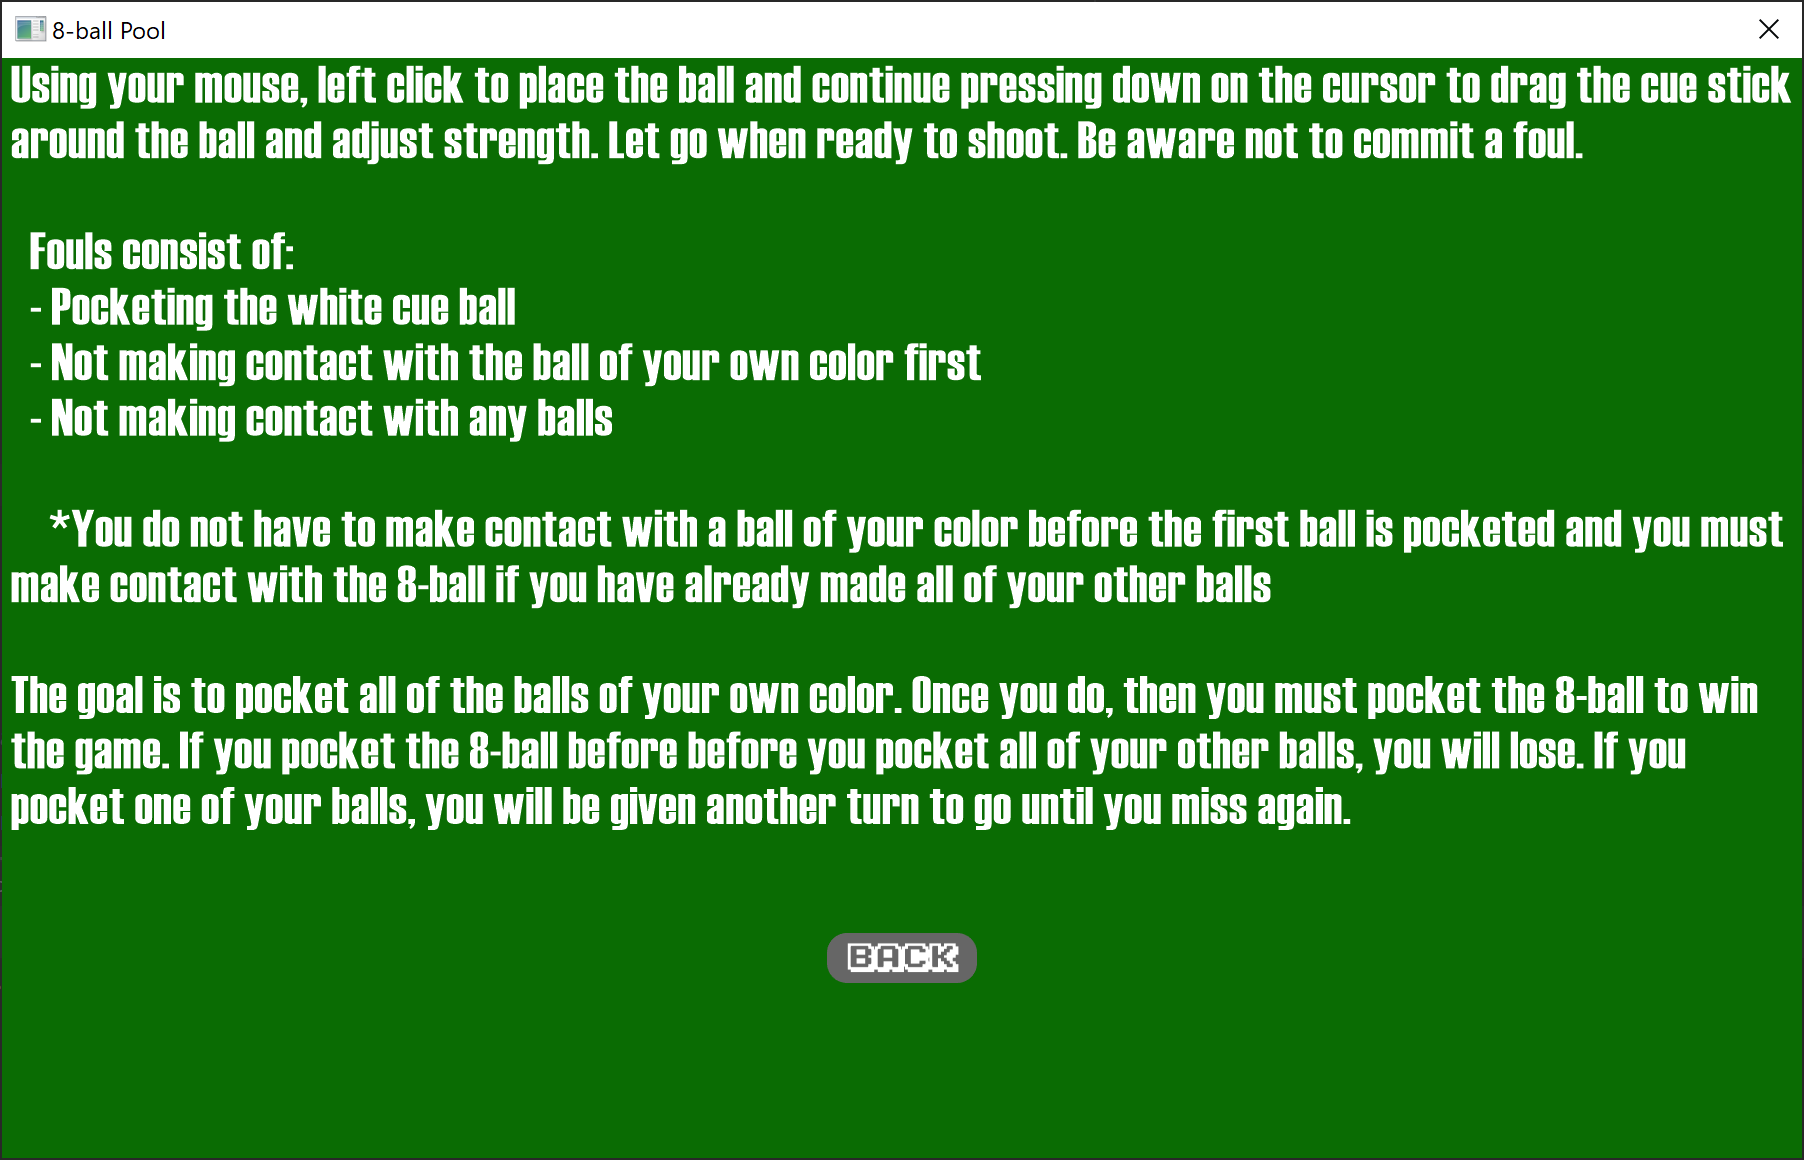 8-ball Pool
Using your mouse, left click to place the ball and continue pressing down on the cursor to drag the cue stick
around the ball and adjust strength. Let go when ready to shoot. Be aware not to commit a foul.
Fouls consist of:
- Pocketing the white cue ball
- Not making contact with the ball of your own color first
- Not making contact with any balls
*You do not have to make contact with a ball of your color before the first ball is pocketed and you must
make contact with the 8-ball if you have already made all of your other balls
The goal is to pocket all of the balls of your own color. Once you do, then you must pocket the 8-ball to win
the game. If you pocket the 8-ball before before you pocket all of your other balls, you will lose. If you
pocket one of your balls, you will be given another turn to go until you miss again.
BACK